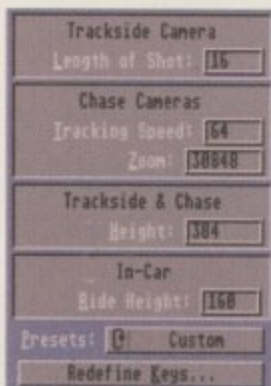 Trackside Camera
Length of Shot: 16
Chase Cameras
Tracking Speed: 64
Zoom: 30848
Trackside & Chase
Height: 384
In-Car
Ride Height: 160
Presets: Custom
Redefine Keys...